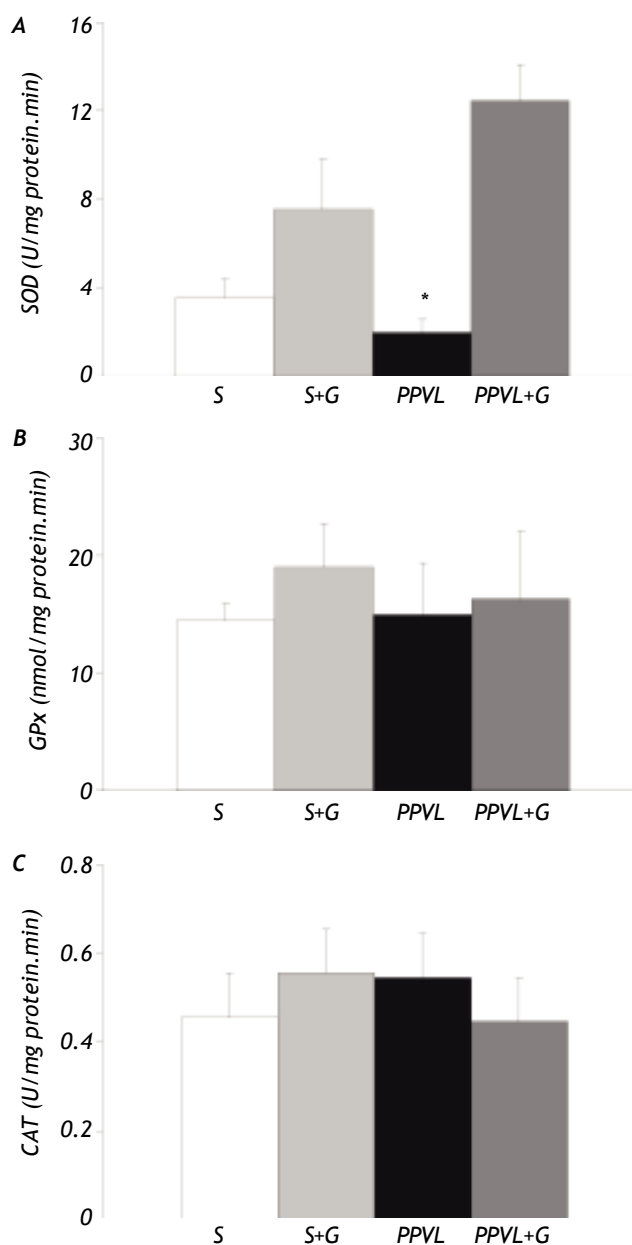 A
SOD (U/mg protein.min)
16
12
8
4
0
*
S S+G PPVL PPVL+G
B
GPx (nmol/mg protein.min)
30
20
10
0
S S+G PPVL PPVL+G
C
CAT (U/mg protein.min)
0.8
0.6
0.4
0.2
0
S S+G PPVL PPVL+G